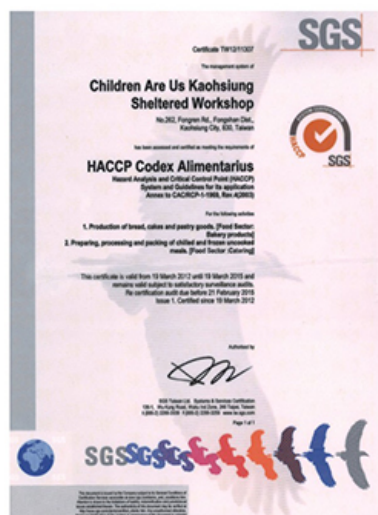 SGS
Certificate TW12/11307
The management system of
Children Are Us Kaohsiung
Sheltered Workshop
No.262, Fongren Rd., Fongshan Dist.,
Kaohsiung City, 830, Taiwan
has been assessed and certified as meeting the requirements of
HACCP
SGS
HACCP Codex Alimentarius
Hazard Analysis and Critical Control Point (HACCP)
System and Guidelines for its application
Annex to CAC/RCP-1-1969, Rev.4(2003)
For the following activities
1. Production of bread, cakes and pastry goods. [Food Sector:
Bakery products]
2. Preparing, processing and packing of chilled and frozen uncooked
meals. [Food Sector :Catering]
This certificate is valid from 19 March 2012 until 19 March 2015 and
remains valid subject to satisfactory surveillance audits.
Re certification audit due before 21 February 2015
Issue 1. Certified since 19 March 2012
Authorised by
SGS Taiwan Ltd. Systems & Services Certification
Page 1 of 1
SGS